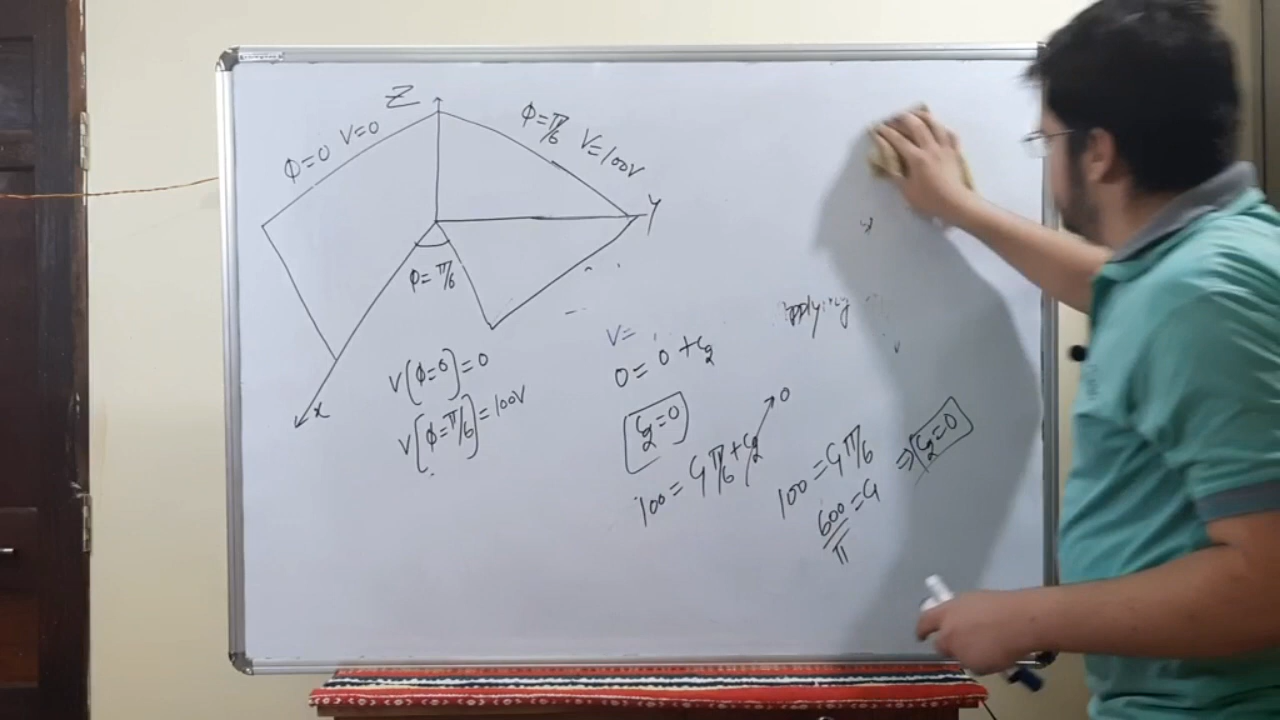 Z
ϕ=0 V=0
ϕ=π/6 V=100V
Y
ϕ=π/6
X
V(ϕ=0)=0
V(ϕ=π/6)=100V
V=
0=0+C₂
C₂=0
100=C₁π/6+C₂ 0
applying
100=C₁π/6
600/π=C₁
⇒ C₂=0